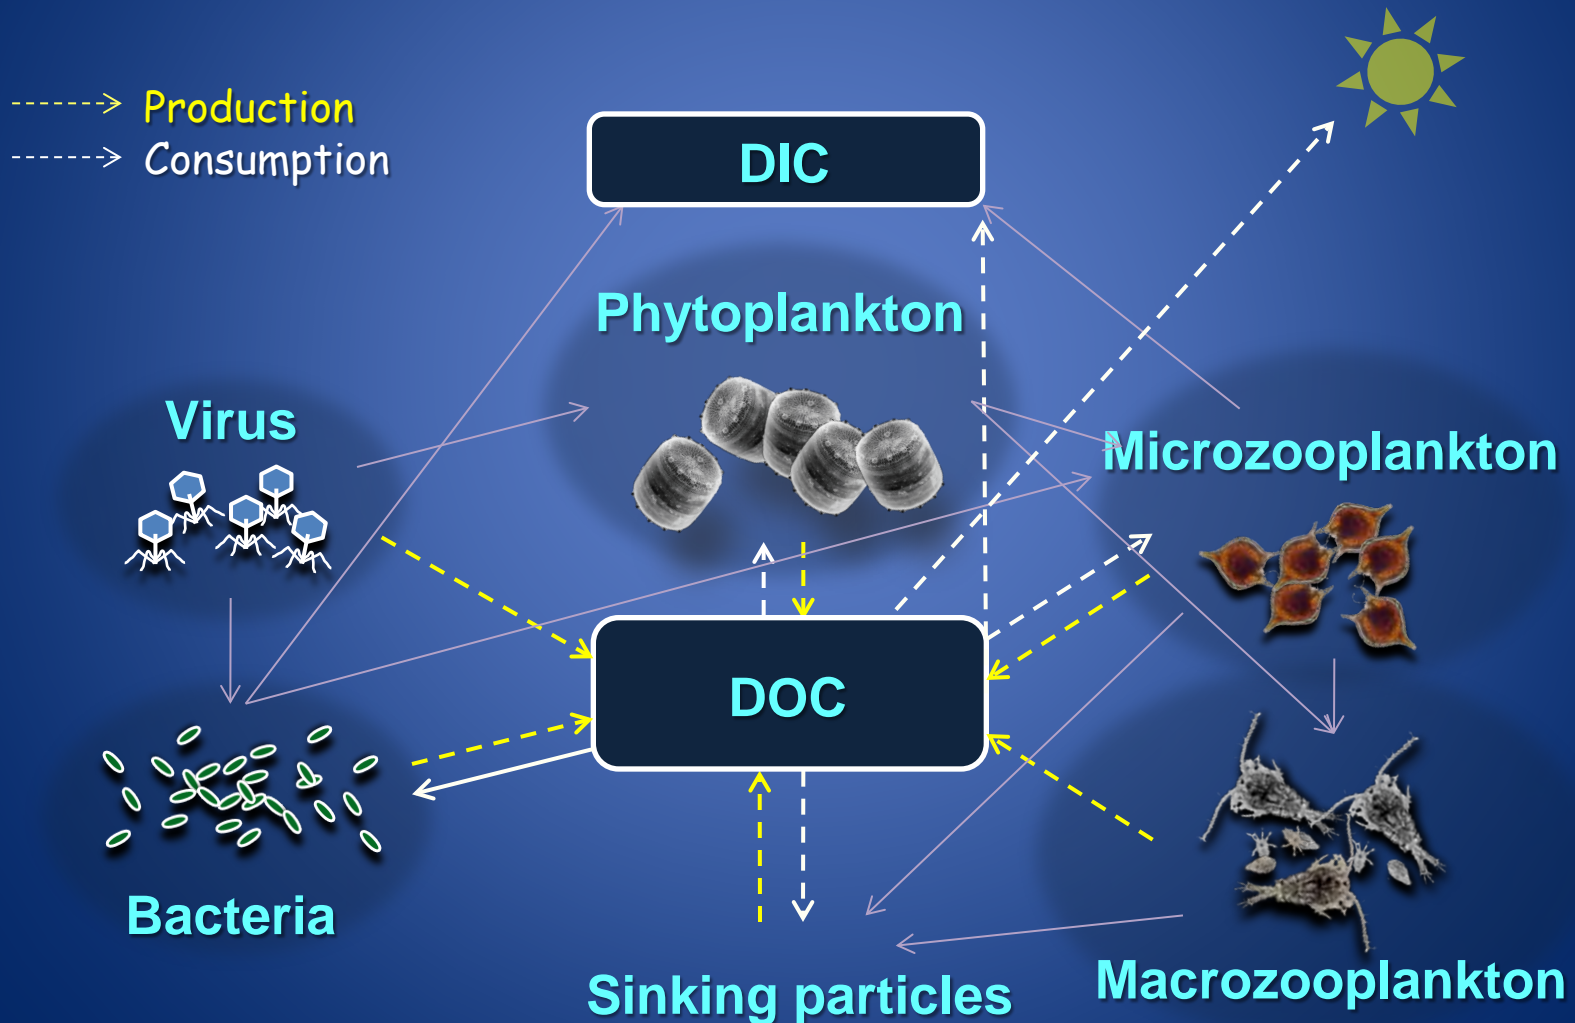 Production
Consumption
DIC
Phytoplankton
Virus
Microzooplankton
DOC
Bacteria
Sinking particles
Macrozooplankton